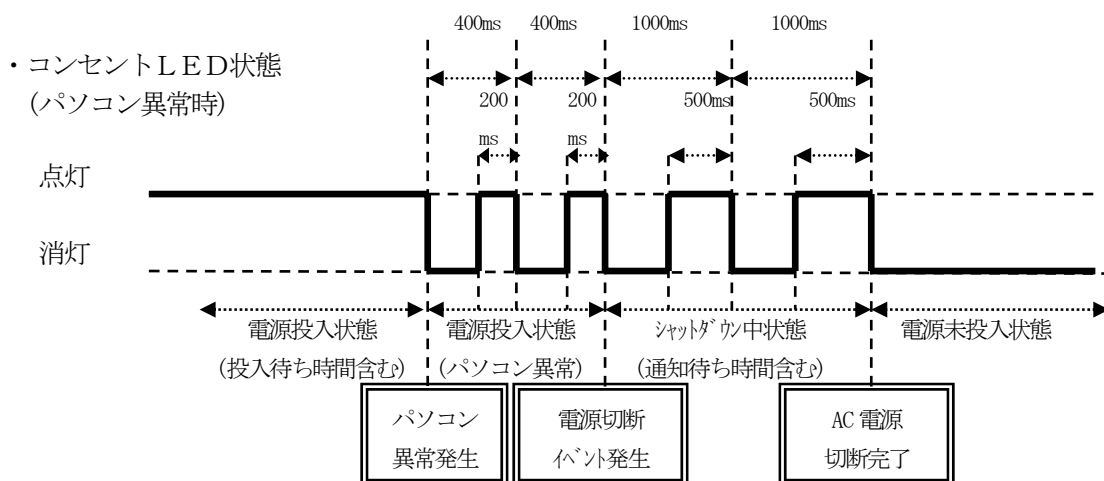 400ms 400ms 1000ms 1000ms
・コンセントＬＥＤ状態
(パソコン異常時)
200 200 500ms 500ms
ms ms
点灯
消灯
電源投入状態 電源投入状態 ｼｬｯﾄﾀﾞｳﾝ中状態 電源未投入状態
(投入待ち時間含む) (パソコン異常) (通知待ち時間含む)
パソコン 電源切断 AC 電源
異常発生 ｲﾍﾞﾝﾄ発生 切断完了